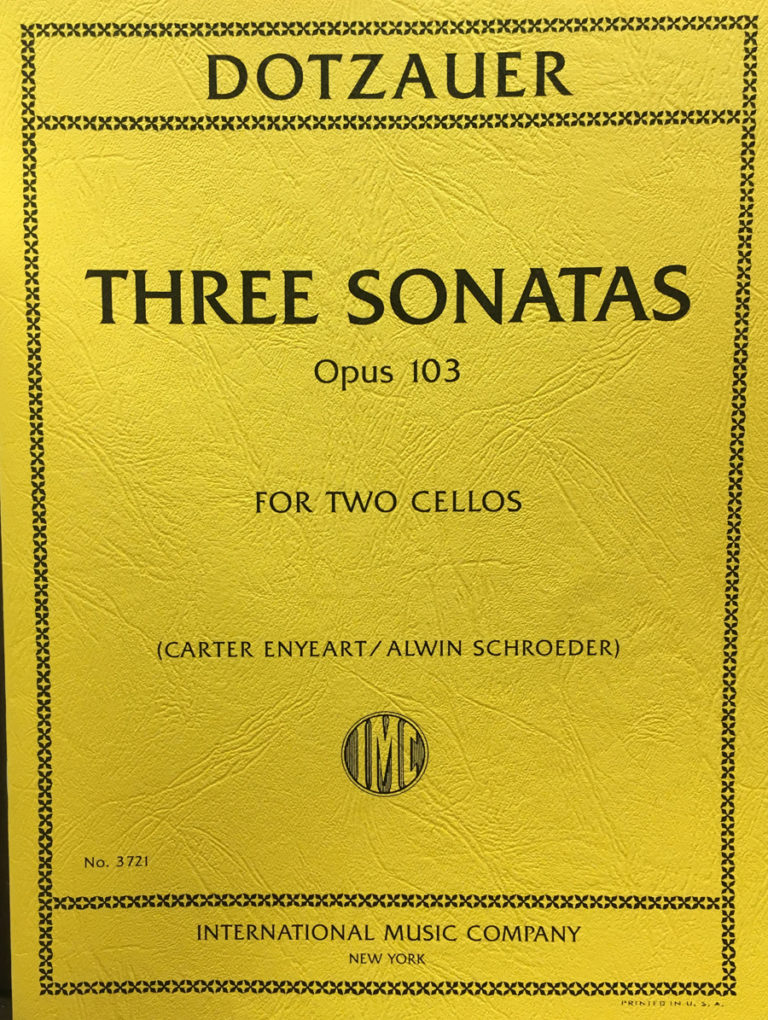 DOTZAUER
THREE SONATAS
Opus 103
FOR TWO CELLOS
(CARTER ENYEART/ALWIN SCHROEDER)
IMC
No. 3721
INTERNATIONAL MUSIC COMPANY
NEW YORK
PRINTED IN U. S. A.